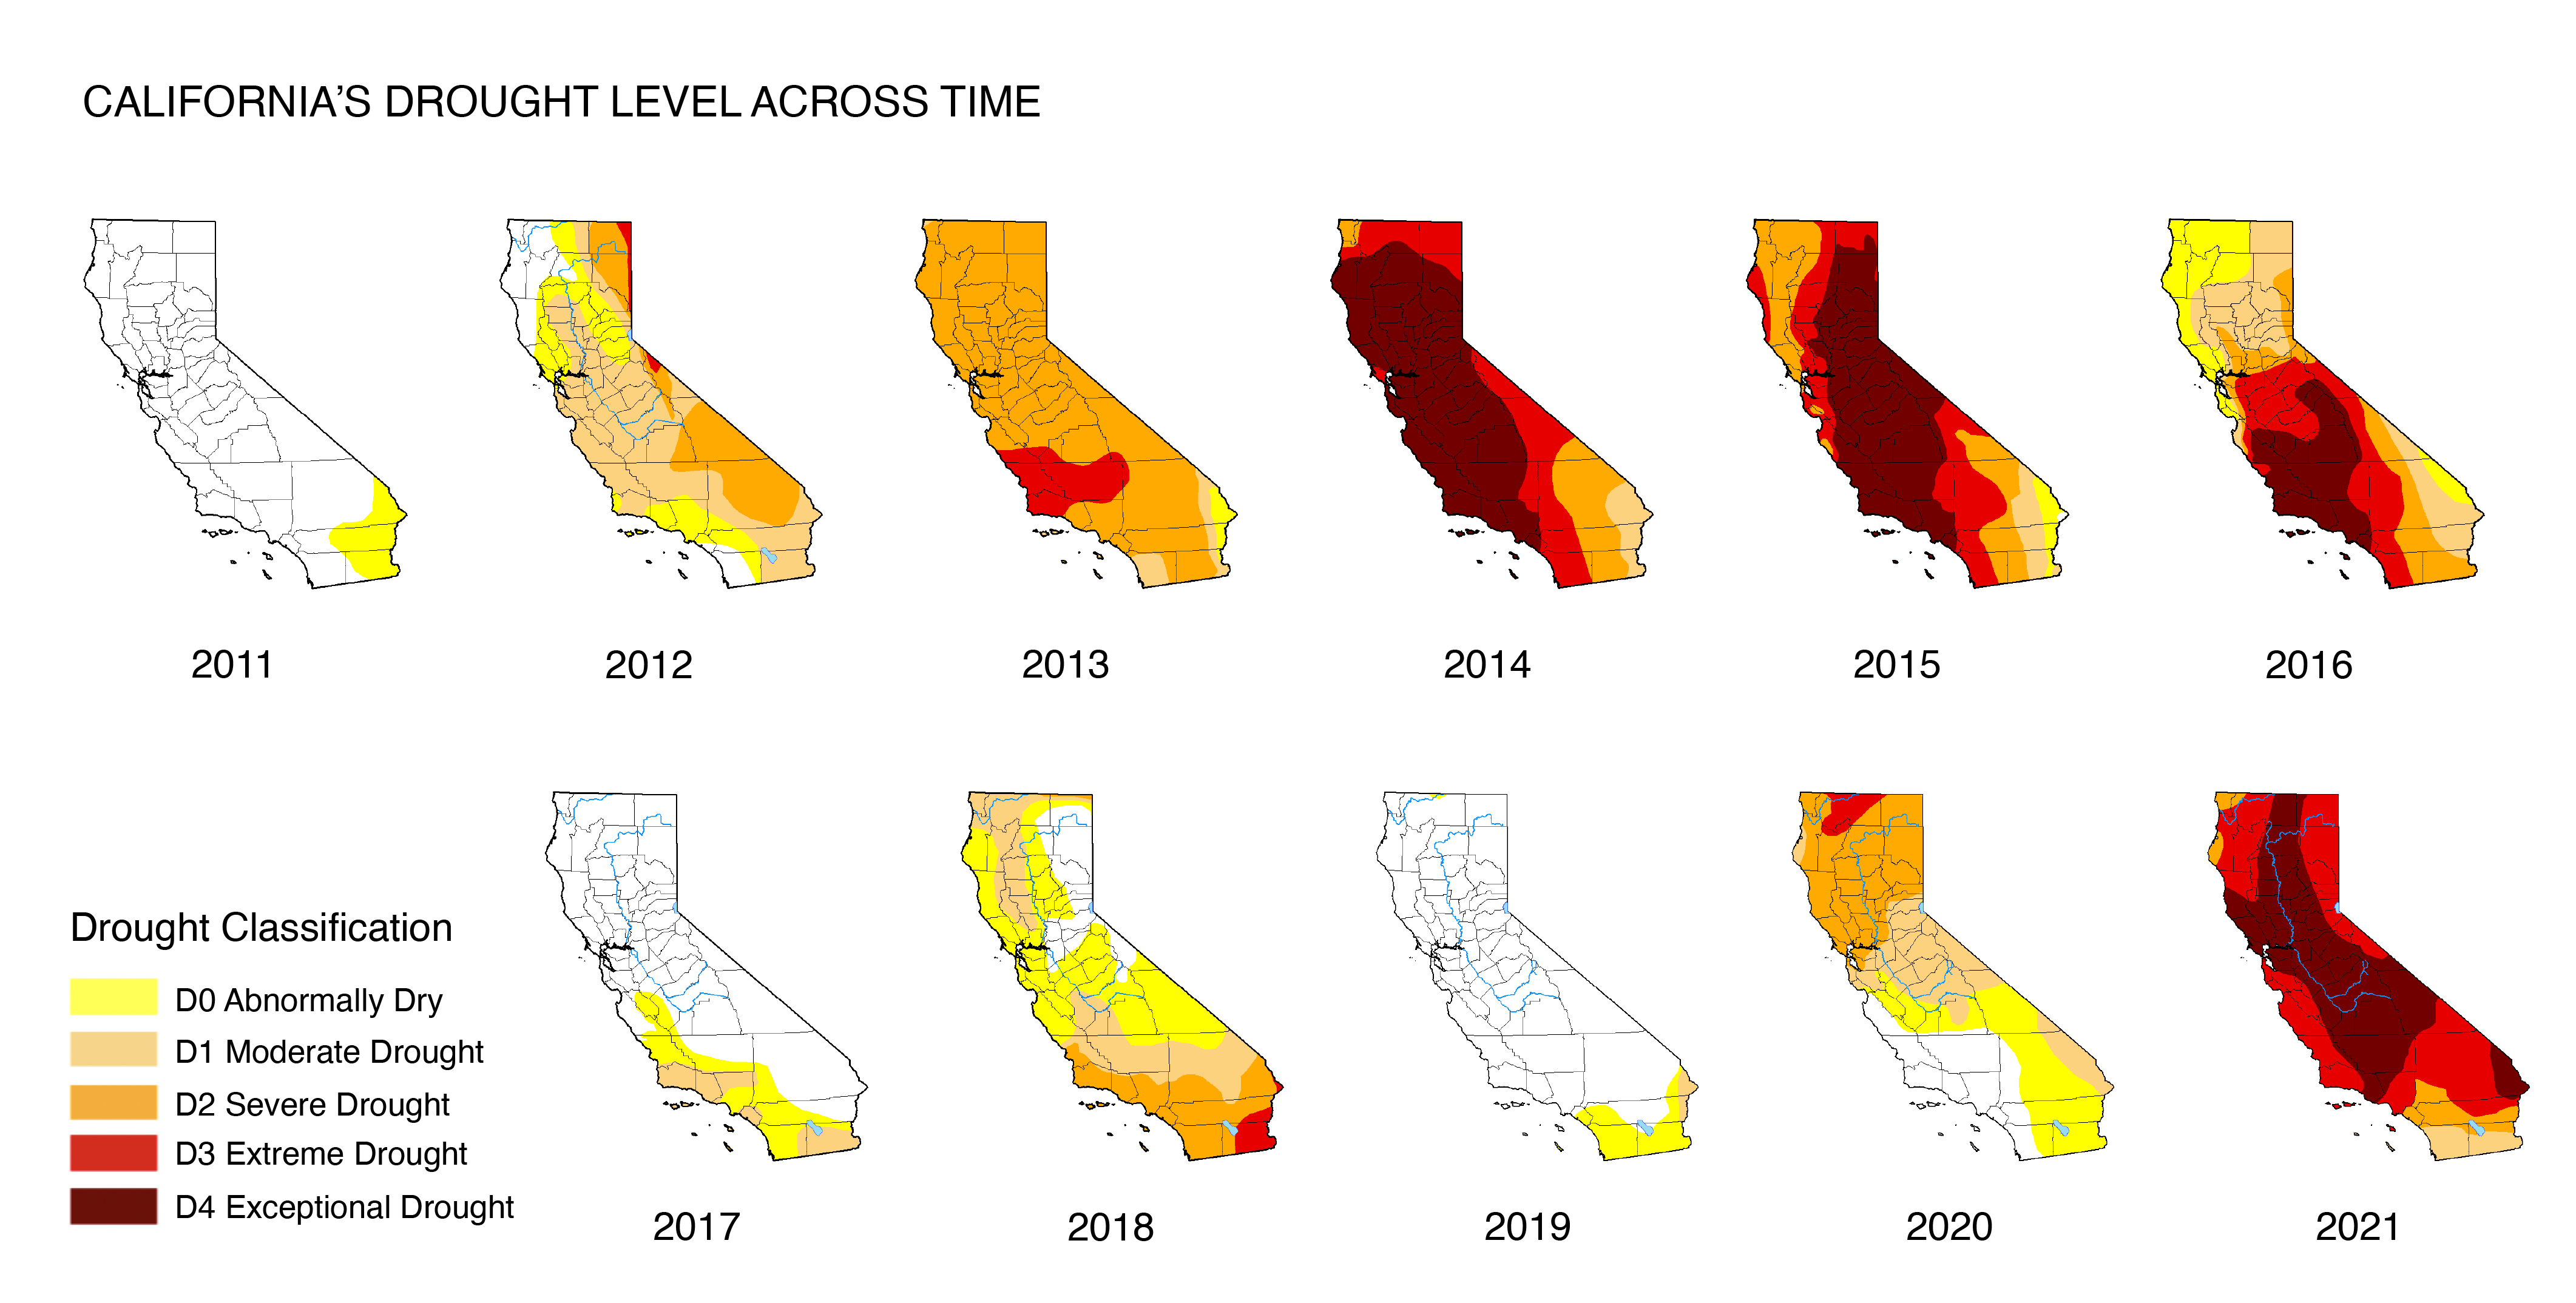 CALIFORNIA’S DROUGHT LEVEL ACROSS TIME
2011
2012
2013
2014
2015
2016
Drought Classification
D0 Abnormally Dry
D1 Moderate Drought
D2 Severe Drought
D3 Extreme Drought
D4 Exceptional Drought
2017
2018
2019
2020
2021